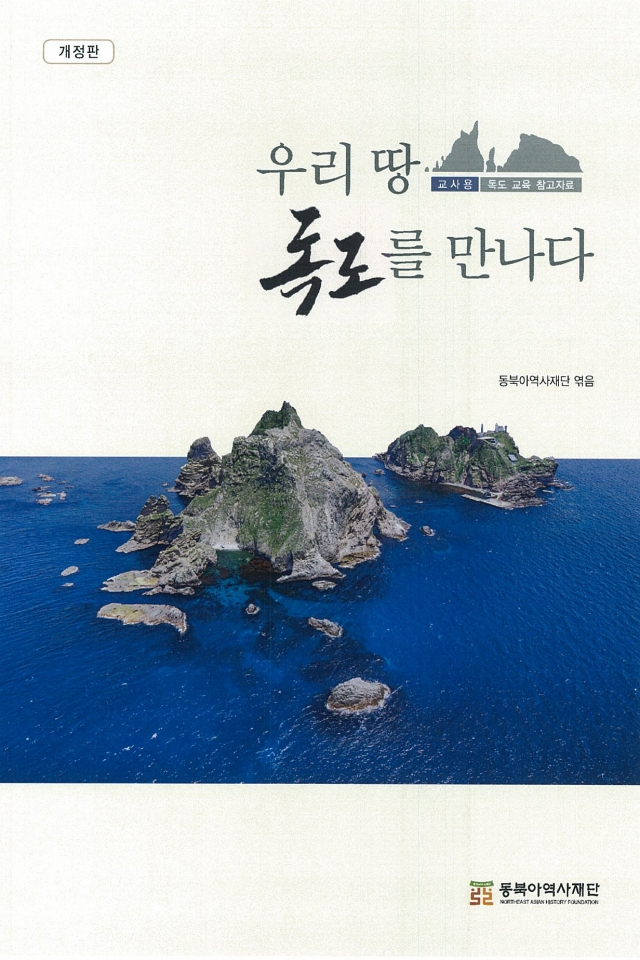 개정판
우리 땅
교사용 독도 교육 참고자료
독도를 만나다
동북아역사재단 엮음
동북아역사재단
NORTHEAST ASIAN HISTORY FOUNDATION